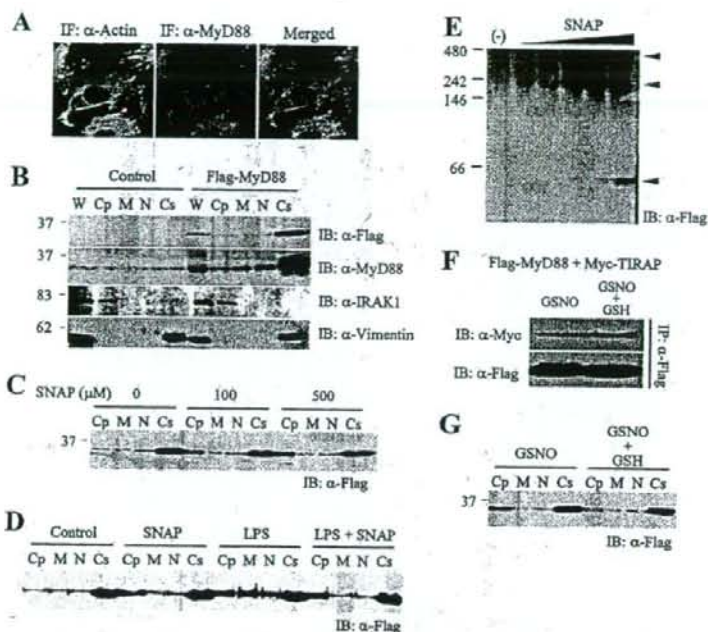 A
IF: α-Actin IF: α-MyD88 Merged
B
Control Flag-MyD88
W Cp M N Cs W Cp M N Cs
37
IB: α-Flag
37
IB: α-MyD88
83
IB: α-IRAK1
62
IB: α-Vimentin
C
SNAP (μM) 0 100 500
Cp M N Cs Cp M N Cs Cp M N Cs
37
IB: α-Flag
D
Control SNAP LPS LPS + SNAP
Cp M N Cs Cp M N Cs Cp M N Cs Cp M N Cs
IB: α-Flag
E
(-) SNAP
480
242
146
66
IB: α-Flag
F
Flag-MyD88 + Myc-TIRAP
GSNO GSNO + GSH
IB: α-Myc
IB: α-Flag
IP: α-Flag
G
GSNO GSNO + GSH
Cp M N Cs Cp M N Cs
37
IB: α-Flag